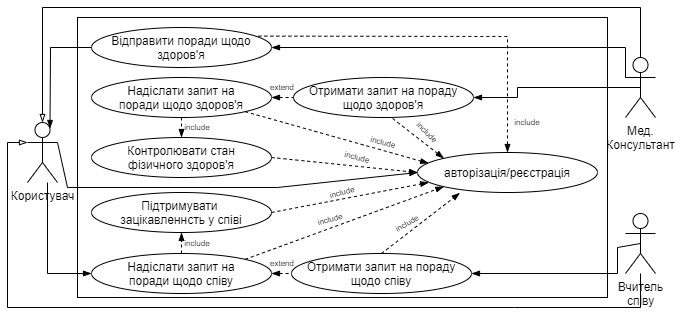 Відправити поради щодо
здоров'я
Надіслати запит на
поради щодо здоров'я
extend
Отримати запит на пораду
щодо здоров'я
include
include
include
include
Мед.
Консультант
Контролювати стан
фізичного здоров'я
include
авторізація/реєстрація
Користувач
Підтримувати
зацікавленнсть у співі
include
include
include
include
Надіслати запит на
поради щодо співу
extend
Отримати запит на пораду
щодо співу
Вчитель
співу